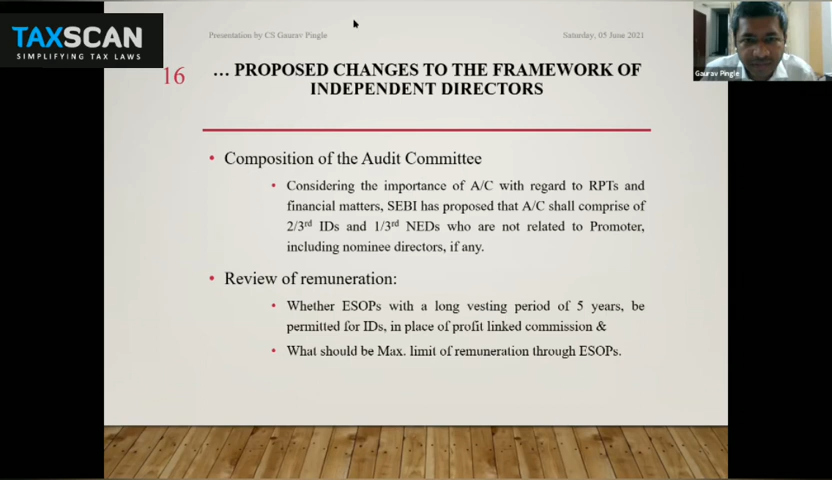 TAXSCAN
SIMPLIFYING TAX LAWS
Presentation by CS Gaurav Pingle
Saturday, 05 June 2021
Gaurav Pingle
16
… PROPOSED CHANGES TO THE FRAMEWORK OF
INDEPENDENT DIRECTORS
• Composition of the Audit Committee
• Considering the importance of A/C with regard to RPTs and
financial matters, SEBI has proposed that A/C shall comprise of
2/3rd IDs and 1/3rd NEDs who are not related to Promoter,
including nominee directors, if any.
• Review of remuneration:
• Whether ESOPs with a long vesting period of 5 years, be
permitted for IDs, in place of profit linked commission &
• What should be Max. limit of remuneration through ESOPs.